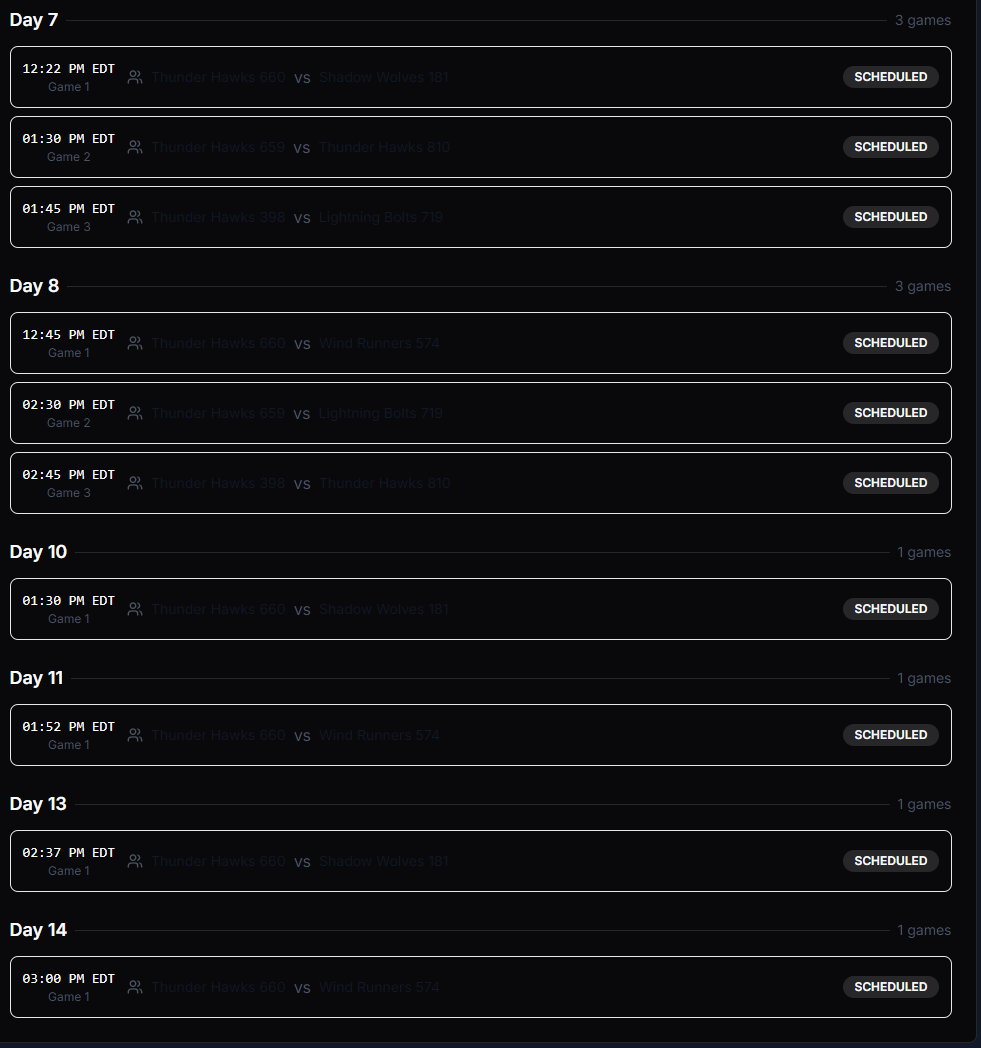 Day 7 3 games
12:22 PM EDT Thunder Hawks 660 vs Shadow Wolves 181 SCHEDULED
Game 1
01:30 PM EDT Thunder Hawks 659 vs Thunder Hawks 810 SCHEDULED
Game 2
01:45 PM EDT Thunder Hawks 398 vs Lightning Bolts 719 SCHEDULED
Game 3
Day 8 3 games
12:45 PM EDT Thunder Hawks 660 vs Wind Runners 574 SCHEDULED
Game 1
02:30 PM EDT Thunder Hawks 659 vs Lightning Bolts 719 SCHEDULED
Game 2
02:45 PM EDT Thunder Hawks 398 vs Thunder Hawks 810 SCHEDULED
Game 3
Day 10 1 games
01:30 PM EDT Thunder Hawks 660 vs Shadow Wolves 181 SCHEDULED
Game 1
Day 11 1 games
01:52 PM EDT Thunder Hawks 660 vs Wind Runners 574 SCHEDULED
Game 1
Day 13 1 games
02:37 PM EDT Thunder Hawks 660 vs Shadow Wolves 181 SCHEDULED
Game 1
Day 14 1 games
03:00 PM EDT Thunder Hawks 660 vs Wind Runners 574 SCHEDULED
Game 1